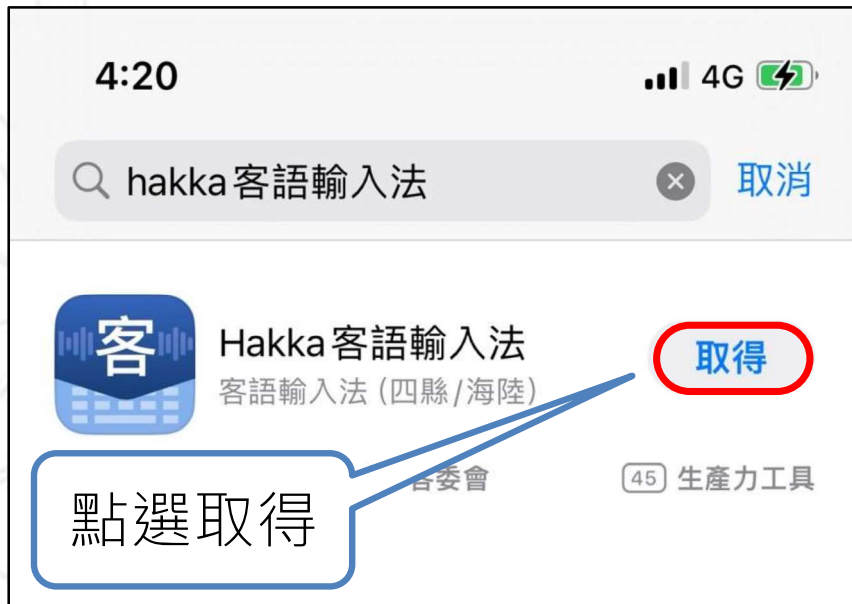 4:20
4G
hakka客語輸入法
取消
客
Hakka客語輸入法
取得
客語輸入法(四縣/海陸)
客委會
45 生產力工具
點選取得